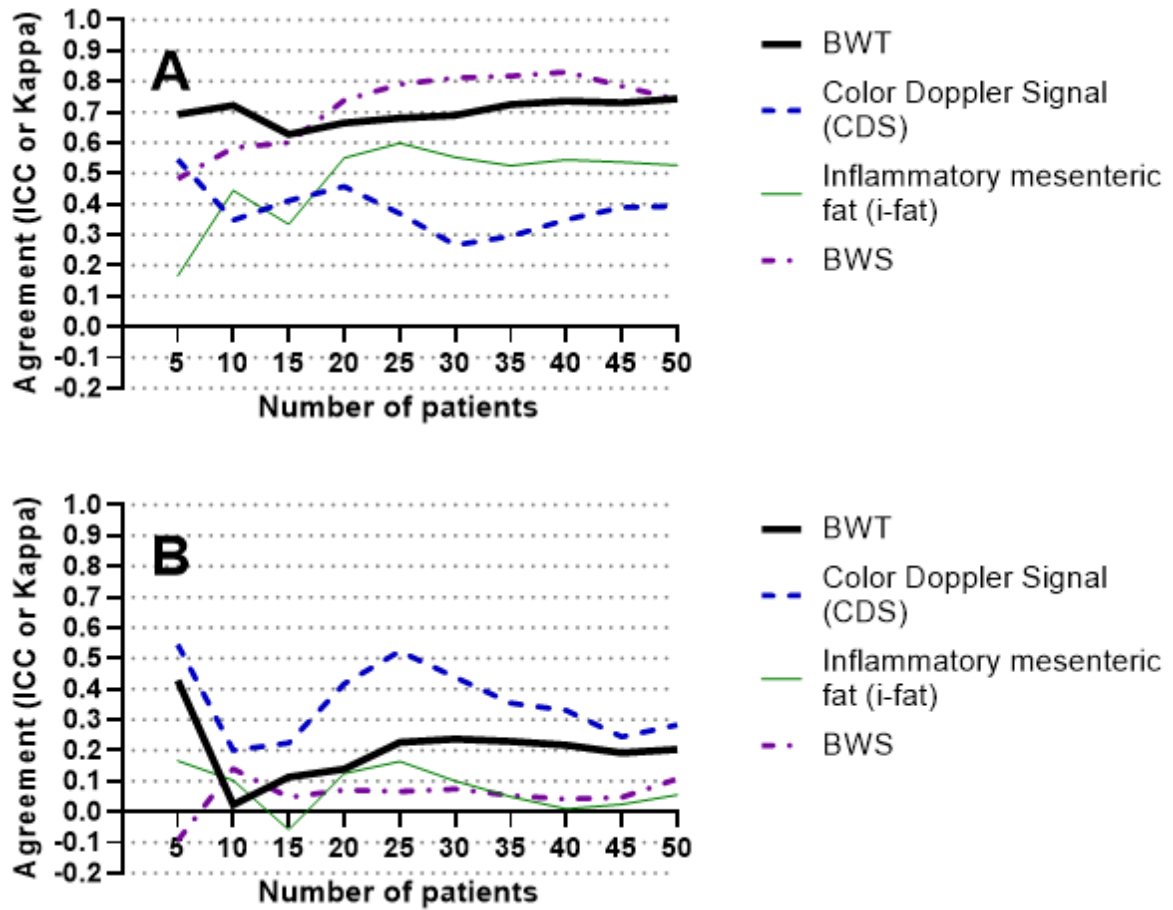 A
Agreement (ICC or Kappa)
1.0
0.9
0.8
0.7
0.6
0.5
0.4
0.3
0.2
0.1
0.0
-0.1
-0.2
5 10 15 20 25 30 35 40 45 50
Number of patients
BWT
Color Doppler Signal
(CDS)
Inflammatory mesenteric
fat (i-fat)
BWS
B
Agreement (ICC or Kappa)
1.0
0.9
0.8
0.7
0.6
0.5
0.4
0.3
0.2
0.1
0.0
-0.1
-0.2
5 10 15 20 25 30 35 40 45 50
Number of patients
BWT
Color Doppler Signal
(CDS)
Inflammatory mesenteric
fat (i-fat)
BWS